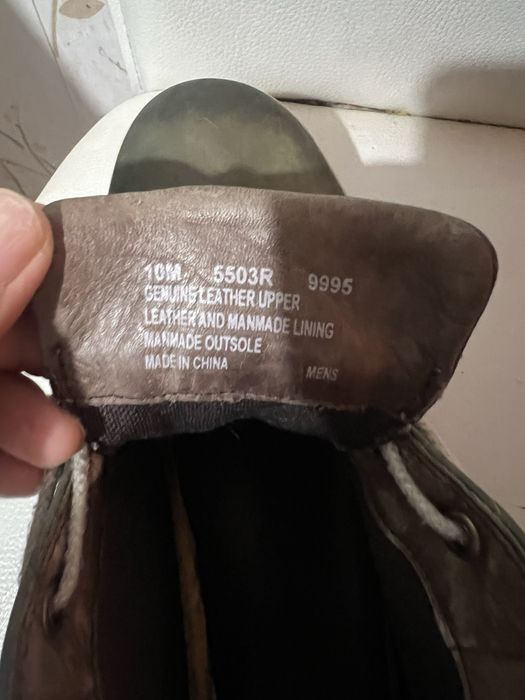 10M 5503R 9995
GENUINE LEATHER UPPER
LEATHER AND MANMADE LINING
MANMADE OUTSOLE
MADE IN CHINA MENS